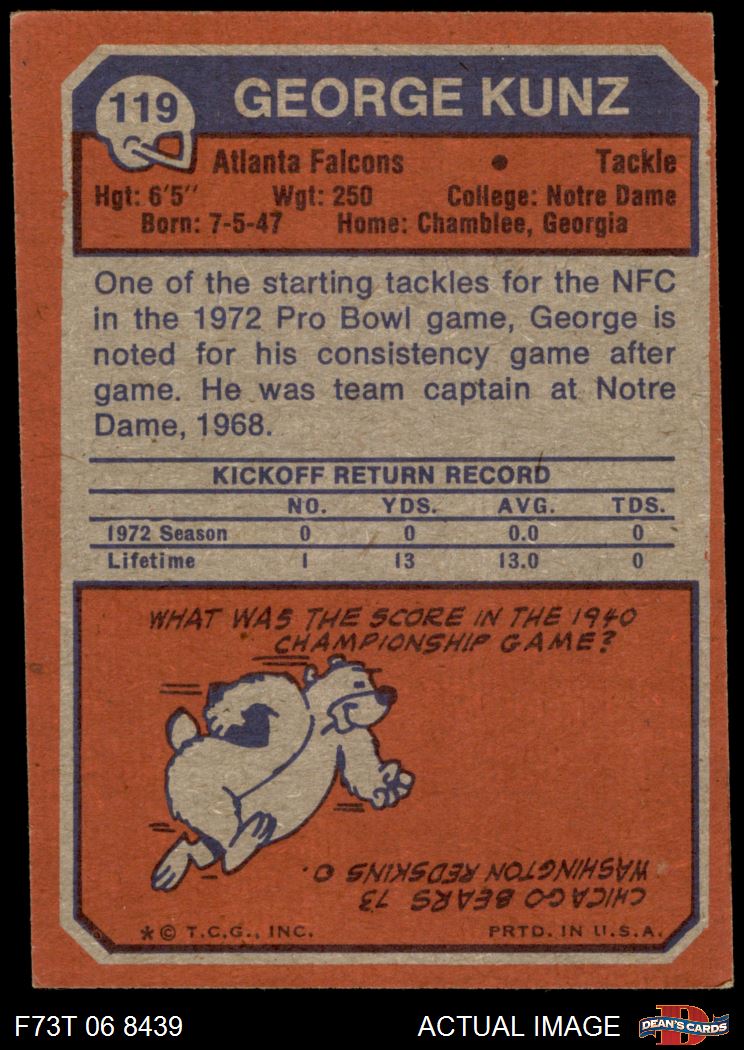 119
GEORGE KUNZ
Atlanta Falcons • Tackle
Hgt: 6'5" Wgt: 250 College: Notre Dame
Born: 7-5-47 Home: Chamblee, Georgia
One of the starting tackles for the NFC
in the 1972 Pro Bowl game, George is
noted for his consistency game after
game. He was team captain at Notre
Dame, 1968.
KICKOFF RETURN RECORD
NO. YDS. AVG. TDS.
1972 Season 0 0 0.0 0
Lifetime 1 13 13.0 0
WHAT WAS THE SCORE IN THE 1940
CHAMPIONSHIP GAME?
CHICAGO BEARS 73
WASHINGTON REDSKINS 0.
* © T.C.G., INC. PRTD. IN U.S.A.
F73T 06 8439 ACTUAL IMAGE
D
DEAN'S CARDS